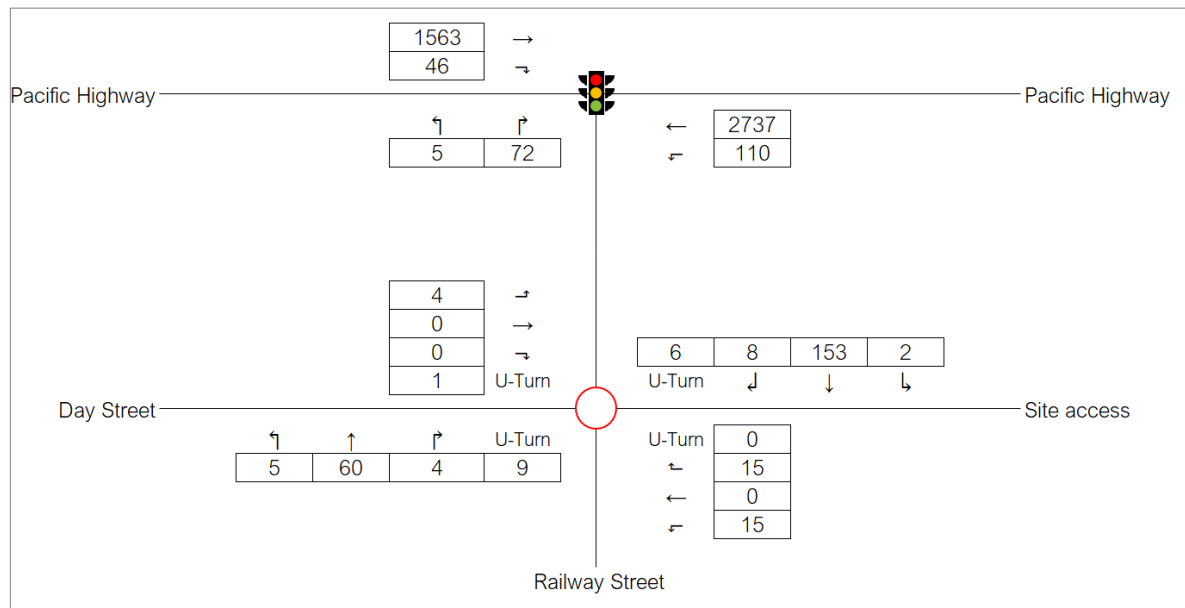 1563 →
46 ⬎
Pacific Highway
Pacific Highway
↰ ↱
5 72
← 2737
⬐ 110
4 ⬏
0 →
0 ⬎
1 U-Turn
6 8 153 2
U-Turn ↲ ↓ ↳
Day Street
Site access
↰ ↑ ↱ U-Turn
5 60 4 9
U-Turn 0
⬑ 15
← 0
⬐ 15
Railway Street